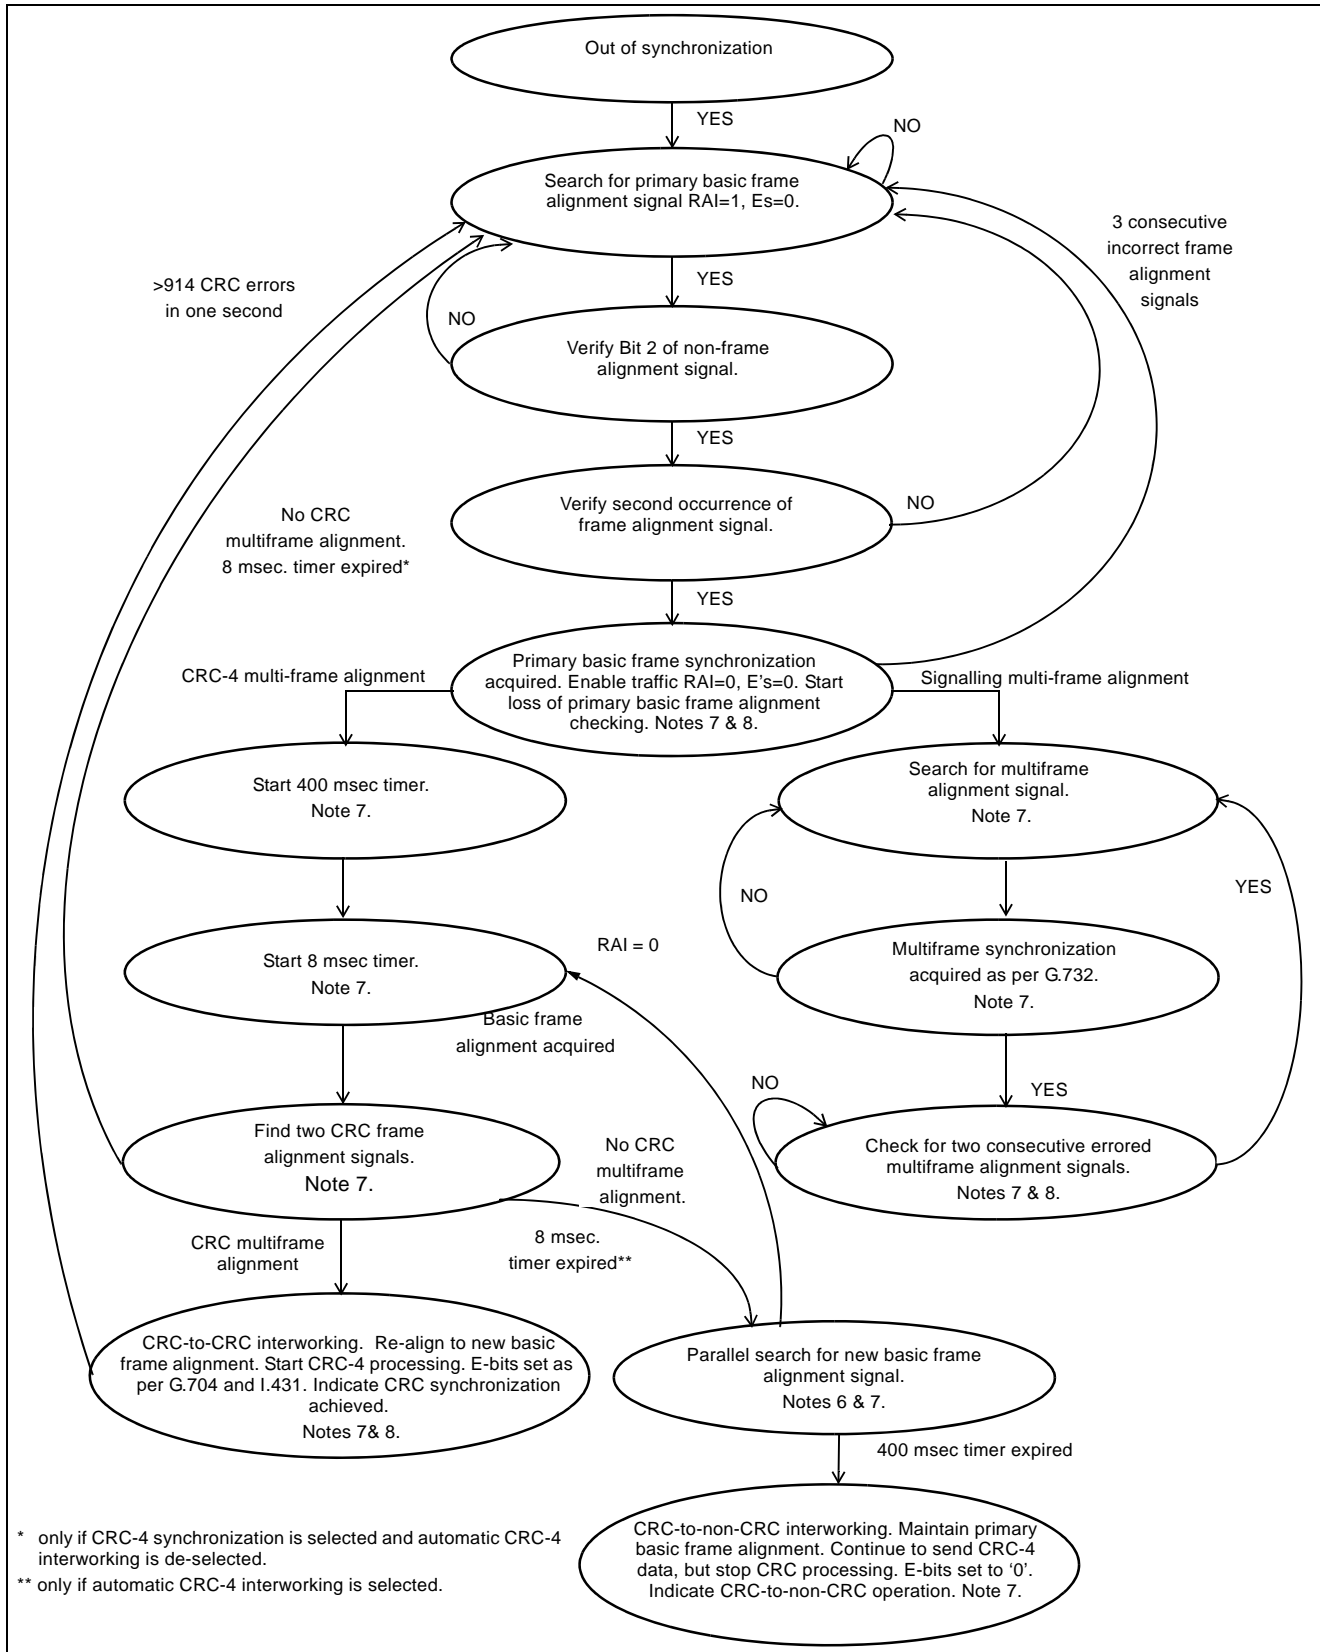 Out of synchronization
YES
NO
Search for primary basic frame
alignment signal RAI=1, Es=0.
3 consecutive
incorrect frame
alignment
signals
YES
>914 CRC errors
in one second
NO
Verify Bit 2 of non-frame
alignment signal.
YES
No CRC
multiframe alignment.
8 msec. timer expired*
Verify second occurrence of
frame alignment signal.
NO
YES
CRC-4 multi-frame alignment
Primary basic frame synchronization
acquired. Enable traffic RAI=0, E's=0. Start
loss of primary basic frame alignment
checking. Notes 7 & 8.
Signalling multi-frame alignment
Start 400 msec timer.
Note 7.
Search for multiframe
alignment signal.
Note 7.
NO
YES
Start 8 msec timer.
Note 7.
RAI = 0
Basic frame
alignment acquired
Multiframe synchronization
acquired as per G.732.
Note 7.
NO
YES
Find two CRC frame
alignment signals.
Note 7.
No CRC
multiframe
alignment.
Check for two consecutive errored
multiframe alignment signals.
Notes 7 & 8.
CRC multiframe
alignment
8 msec.
timer expired**
CRC-to-CRC interworking. Re-align to new basic
frame alignment. Start CRC-4 processing. E-bits set as
per G.704 and I.431. Indicate CRC synchronization
achieved.
Notes 7& 8.
Parallel search for new basic frame
alignment signal.
Notes 6 & 7.
400 msec timer expired
CRC-to-non-CRC interworking. Maintain primary
basic frame alignment. Continue to send CRC-4
data, but stop CRC processing. E-bits set to ‘0’.
Indicate CRC-to-non-CRC operation. Note 7.
* only if CRC-4 synchronization is selected and automatic CRC-4
interworking is de-selected.
** only if automatic CRC-4 interworking is selected.